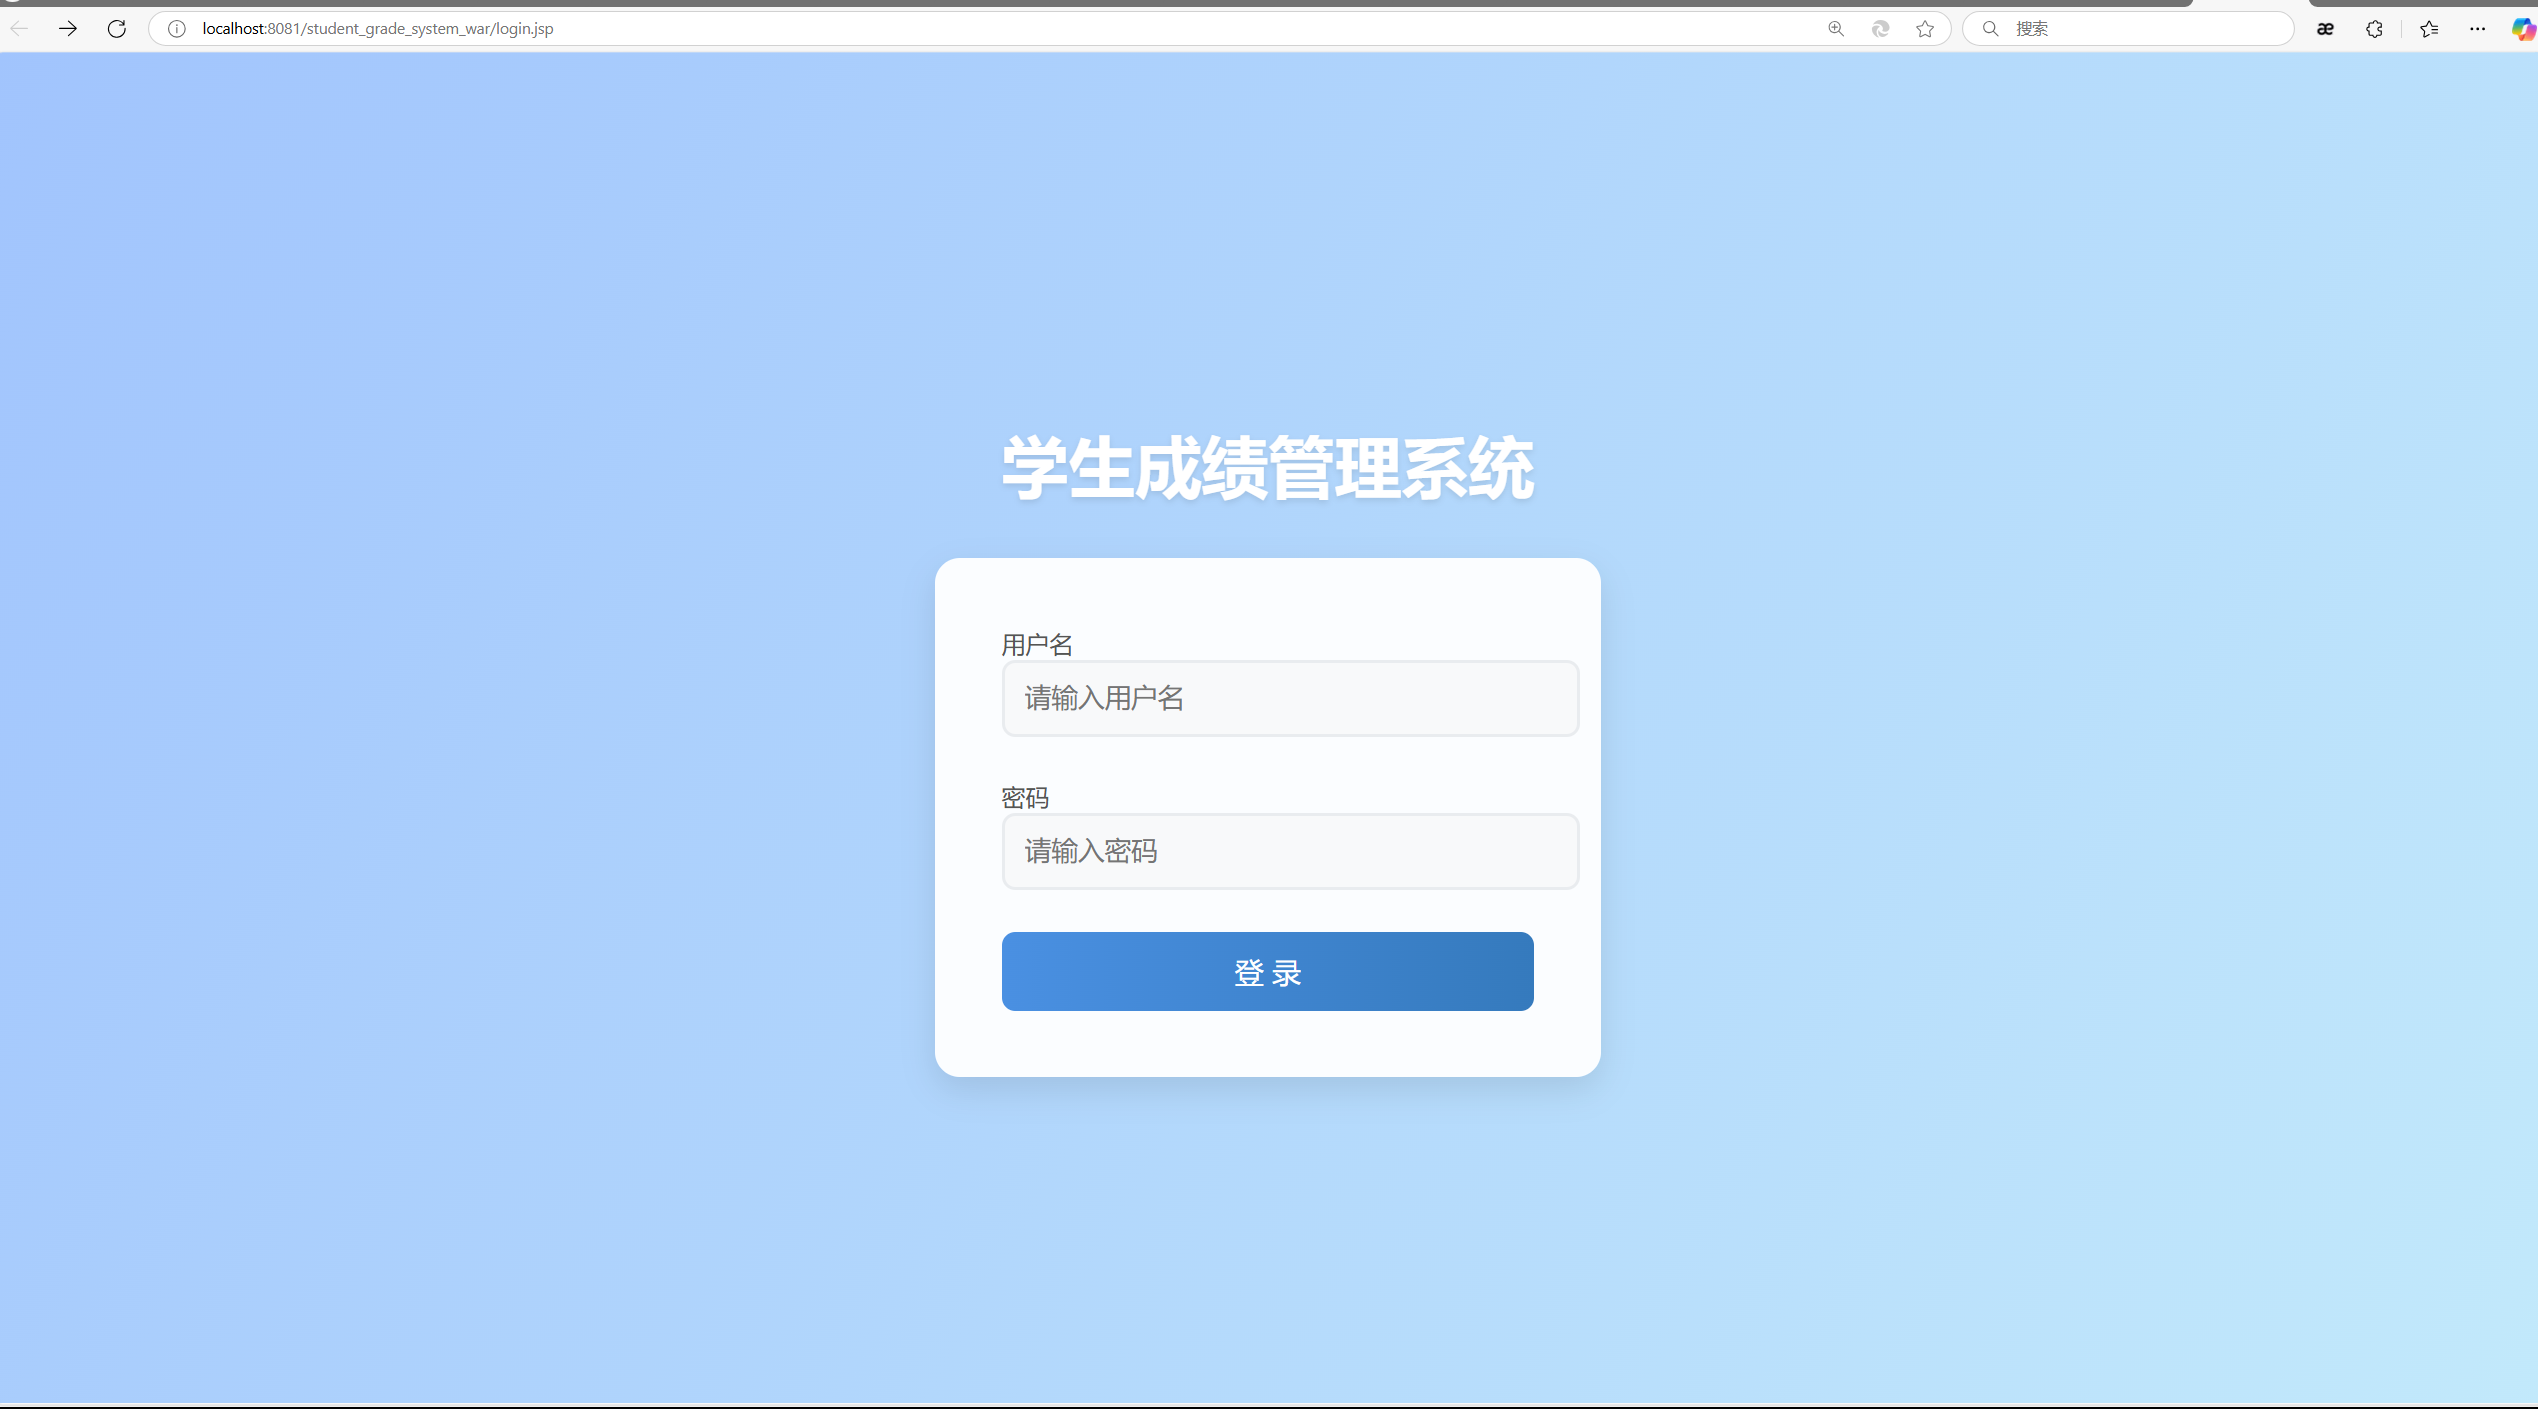 localhost:8081/student_grade_system_war/login.jsp
搜索
学生成绩管理系统
用户名
请输入用户名
密码
请输入密码
登 录